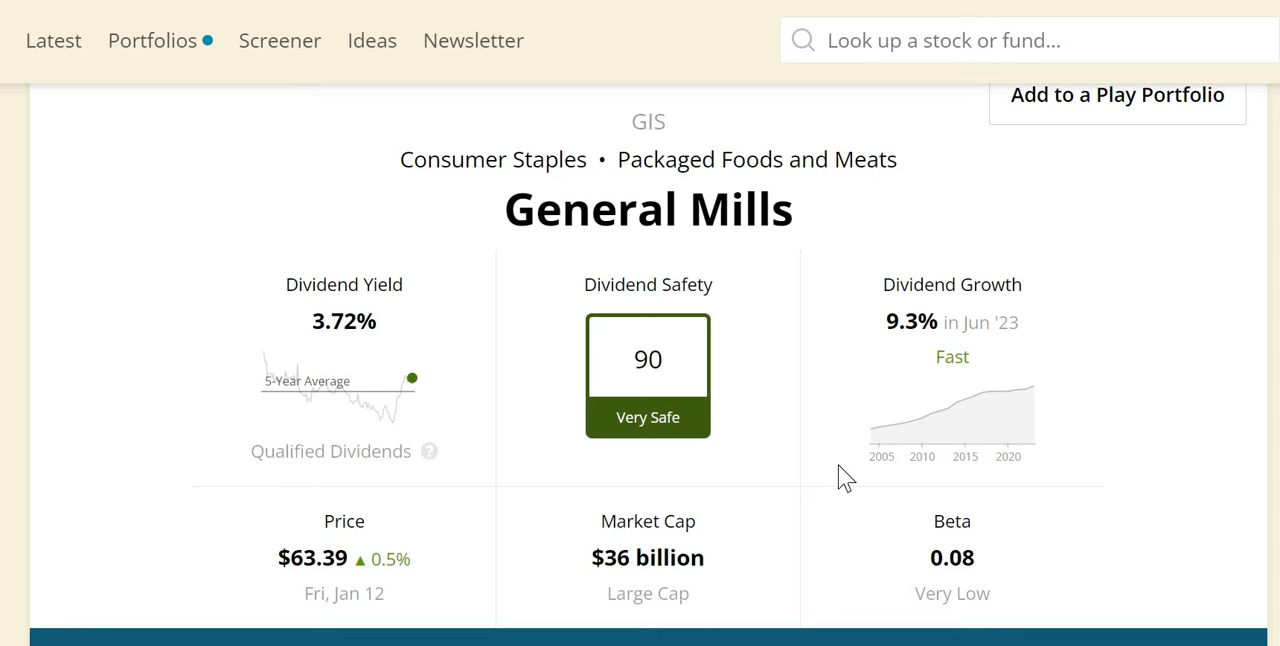 Latest Portfolios Screener Ideas Newsletter Look up a stock or fund...
Add to a Play Portfolio
GIS
Consumer Staples • Packaged Foods and Meats
General Mills
Dividend Yield
3.72%
5-Year Average
Qualified Dividends ?
Dividend Safety
90
Very Safe
Dividend Growth
9.3% in Jun '23
Fast
2005 2010 2015 2020
Price
$63.39 ▲ 0.5%
Fri, Jan 12
Market Cap
$36 billion
Large Cap
Beta
0.08
Very Low